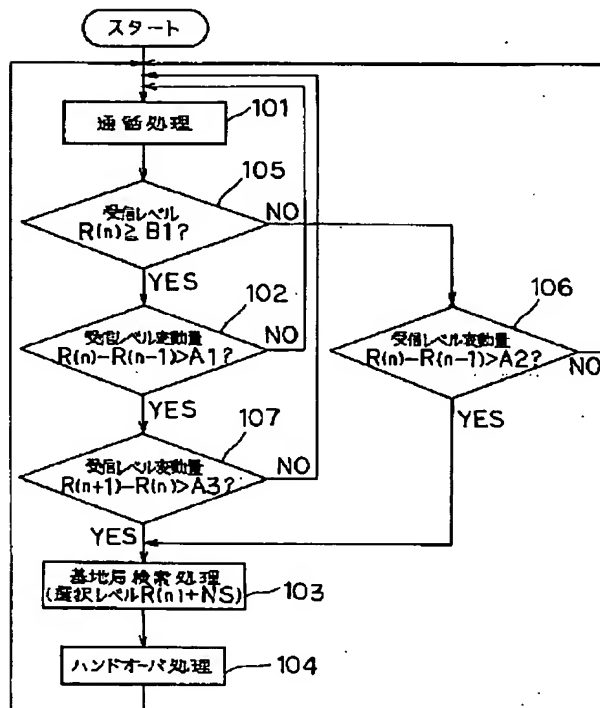 スタート
通話処理
101
105
受信レベル
R(n)≧B1?
NO
YES
102
受信レベル変動量
R(n)-R(n-1)>A1?
NO
YES
106
受信レベル変動量
R(n)-R(n-1)>A2?
NO
YES
107
受信レベル変動量
R(n+1)-R(n)>A3?
NO
YES
基地局検索処理
(選択レベルR(n)+NS)
103
ハンドオーバ処理
104